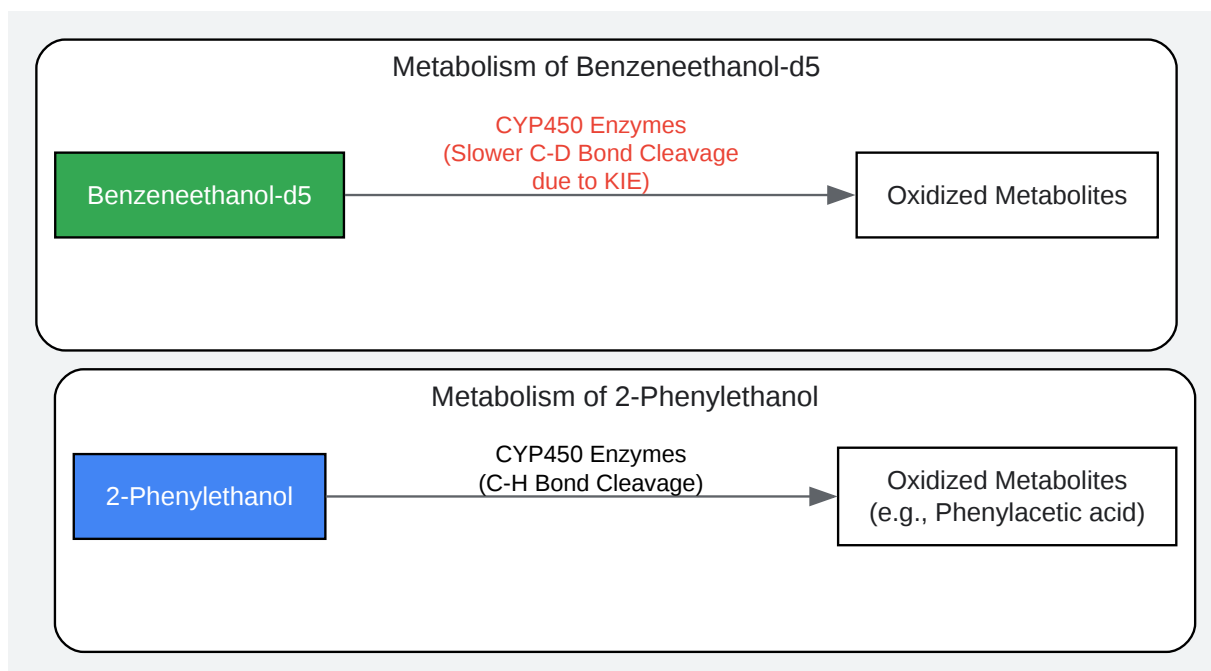 Metabolism of Benzeneethanol-d5
CYP450 Enzymes
(Slower C-D Bond Cleavage
due to KIE)
Benzeneethanol-d5
Oxidized Metabolites
Metabolism of 2-Phenylethanol
CYP450 Enzymes
(C-H Bond Cleavage)
2-Phenylethanol
Oxidized Metabolites
(e.g., Phenylacetic acid)